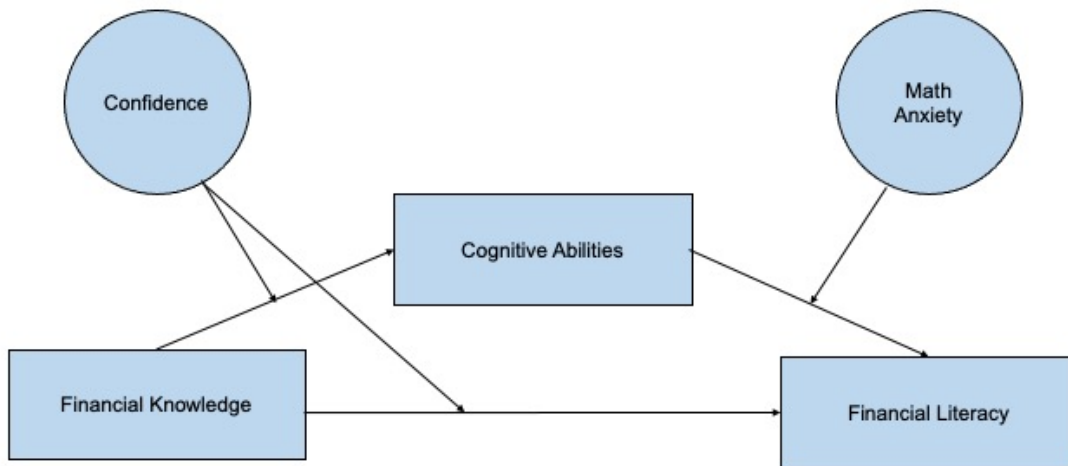 Confidence
Math
Anxiety
Cognitive Abilities
Financial Knowledge
Financial Literacy